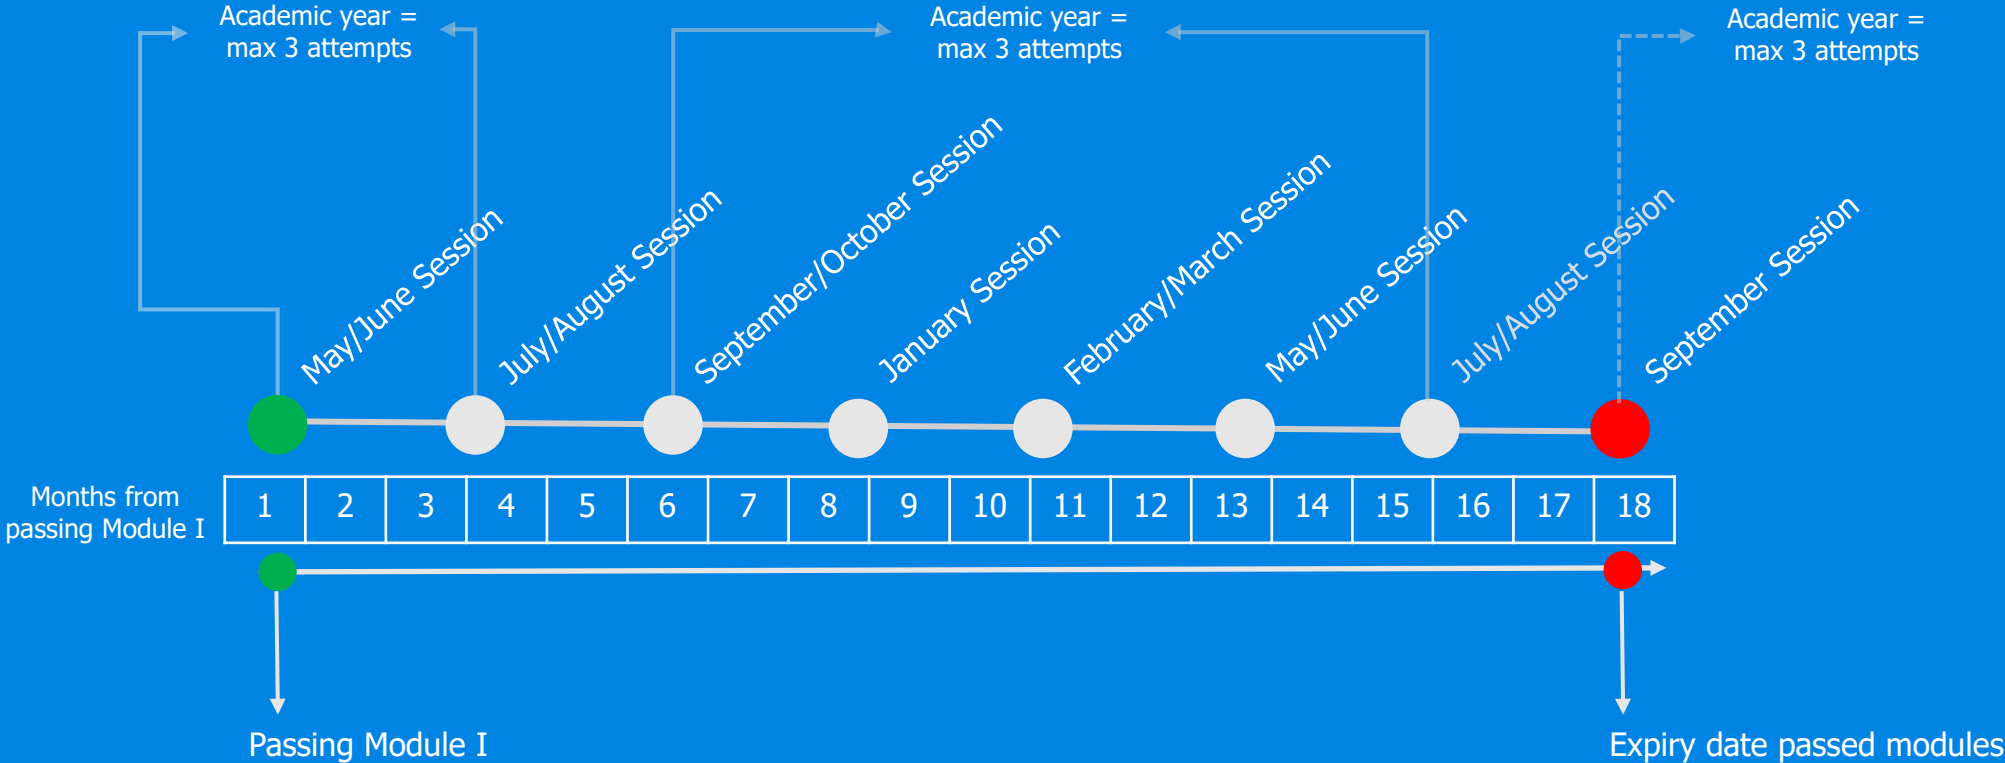 Academic year =
max 3 attempts
Academic year =
max 3 attempts
Academic year =
max 3 attempts
May/June Session
July/August Session
September/October Session
January Session
February/March Session
May/June Session
July/August Session
September Session
Months from
passing Module I
1 2 3 4 5 6 7 8 9 10 11 12 13 14 15 16 17 18
Passing Module I
Expiry date passed modules